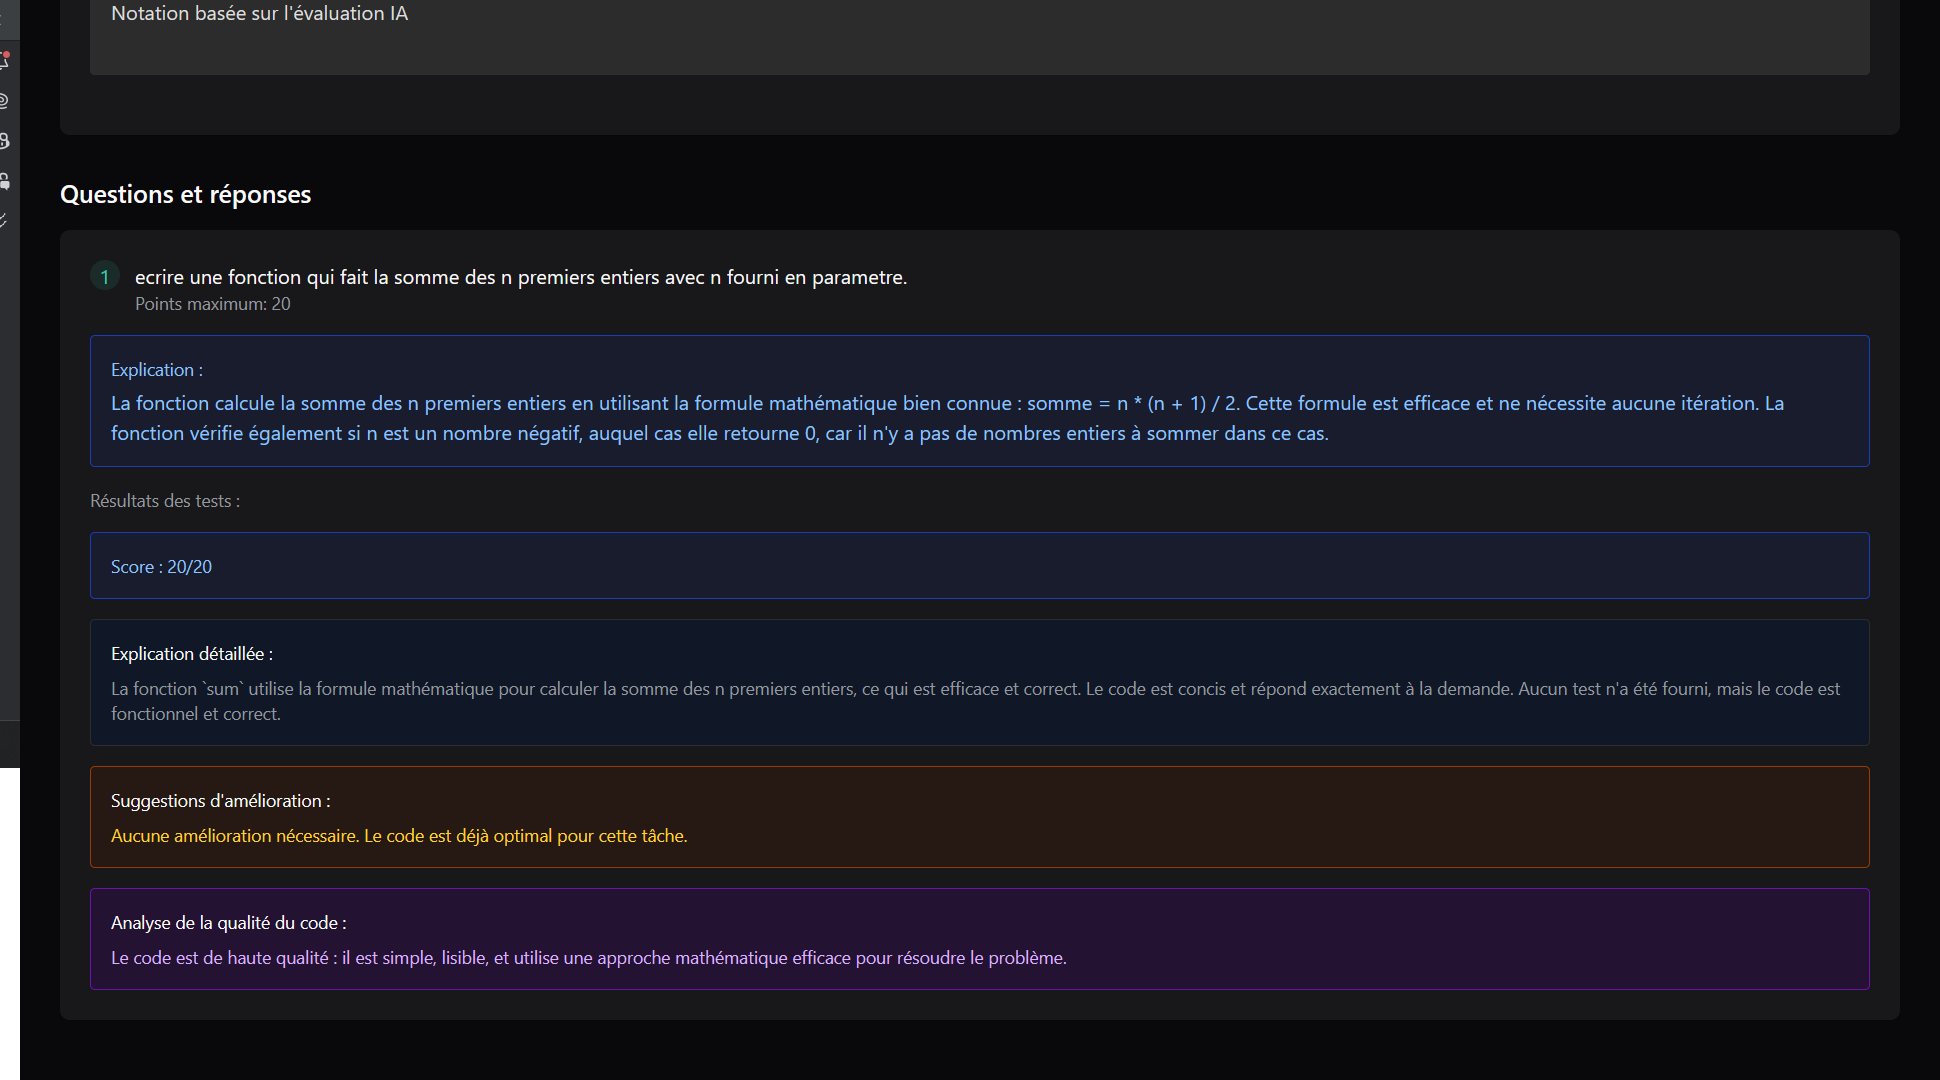 Notation basée sur l'évaluation IA
Questions et réponses
1
ecrire une fonction qui fait la somme des n premiers entiers avec n fourni en parametre.
Points maximum: 20
Explication :
La fonction calcule la somme des n premiers entiers en utilisant la formule mathématique bien connue : somme = n * (n + 1) / 2. Cette formule est efficace et ne nécessite aucune itération. La
fonction vérifie également si n est un nombre négatif, auquel cas elle retourne 0, car il n'y a pas de nombres entiers à sommer dans ce cas.
Résultats des tests :
Score : 20/20
Explication détaillée :
La fonction `sum` utilise la formule mathématique pour calculer la somme des n premiers entiers, ce qui est efficace et correct. Le code est concis et répond exactement à la demande. Aucun test n'a été fourni, mais le code est
fonctionnel et correct.
Suggestions d'amélioration :
Aucune amélioration nécessaire. Le code est déjà optimal pour cette tâche.
Analyse de la qualité du code :
Le code est de haute qualité : il est simple, lisible, et utilise une approche mathématique efficace pour résoudre le problème.